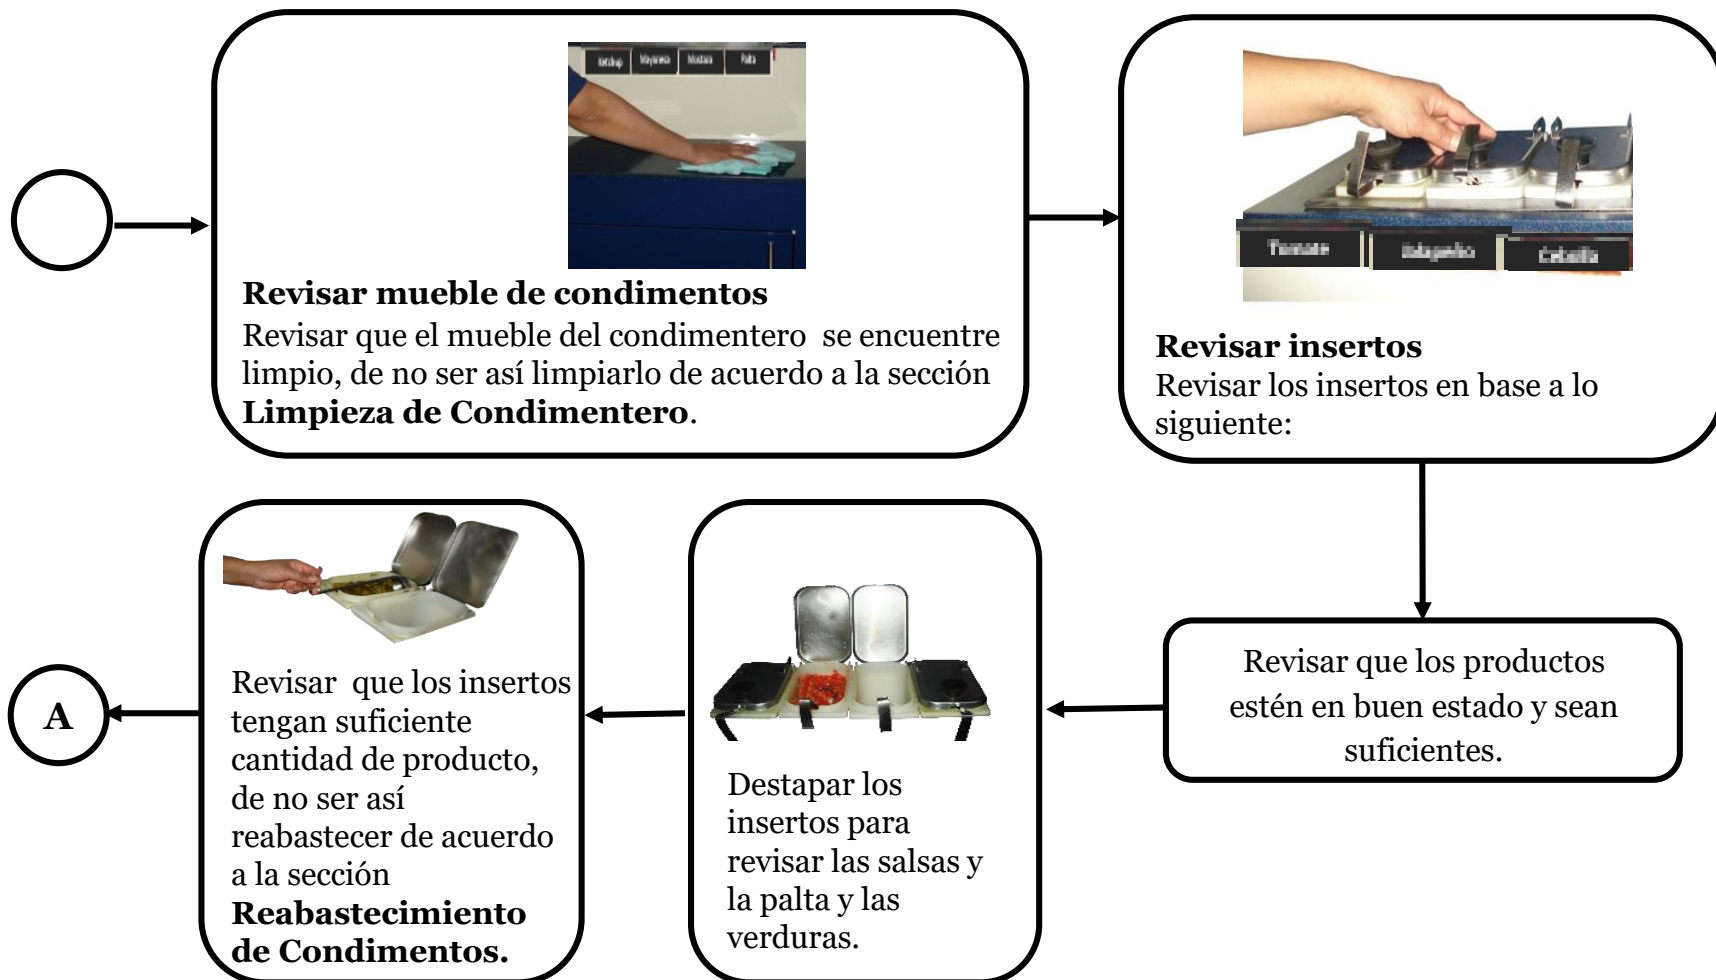 Ketchup Mayonesa Mostaza Palta
Revisar mueble de condimentos
Revisar que el mueble del condimentero se encuentre
limpio, de no ser así limpiarlo de acuerdo a la sección
Limpieza de Condimentero.
Tomate Jalapeño Cebolla
Revisar insertos
Revisar los insertos en base a lo
siguiente:
Revisar que los productos
estén en buen estado y sean
suficientes.
Destapar los
insertos para
revisar las salsas y
la palta y las
verduras.
Revisar que los insertos
tengan suficiente
cantidad de producto,
de no ser así
reabastecer de acuerdo
a la sección
Reabastecimiento
de Condimentos.
A